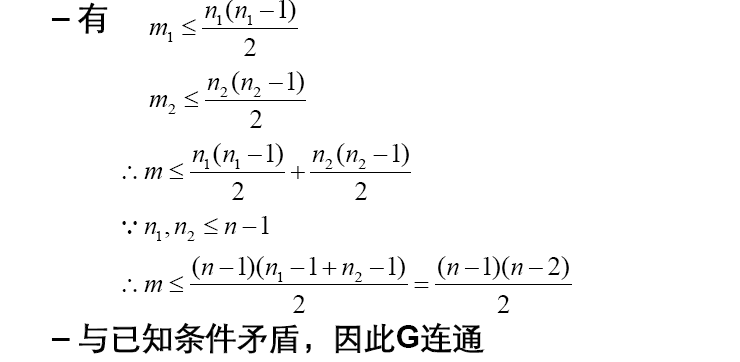 – 有 m₁ ≤ n₁(n₁ −1)/2
m₂ ≤ n₂(n₂ −1)/2
∴ m ≤ n₁(n₁ −1)/2 + n₂(n₂ −1)/2
∵ n₁, n₂ ≤ n −1
∴ m ≤ (n −1)(n₁ −1+ n₂ −1)/2 = (n −1)(n − 2)/2
– 与已知条件矛盾，因此G连通